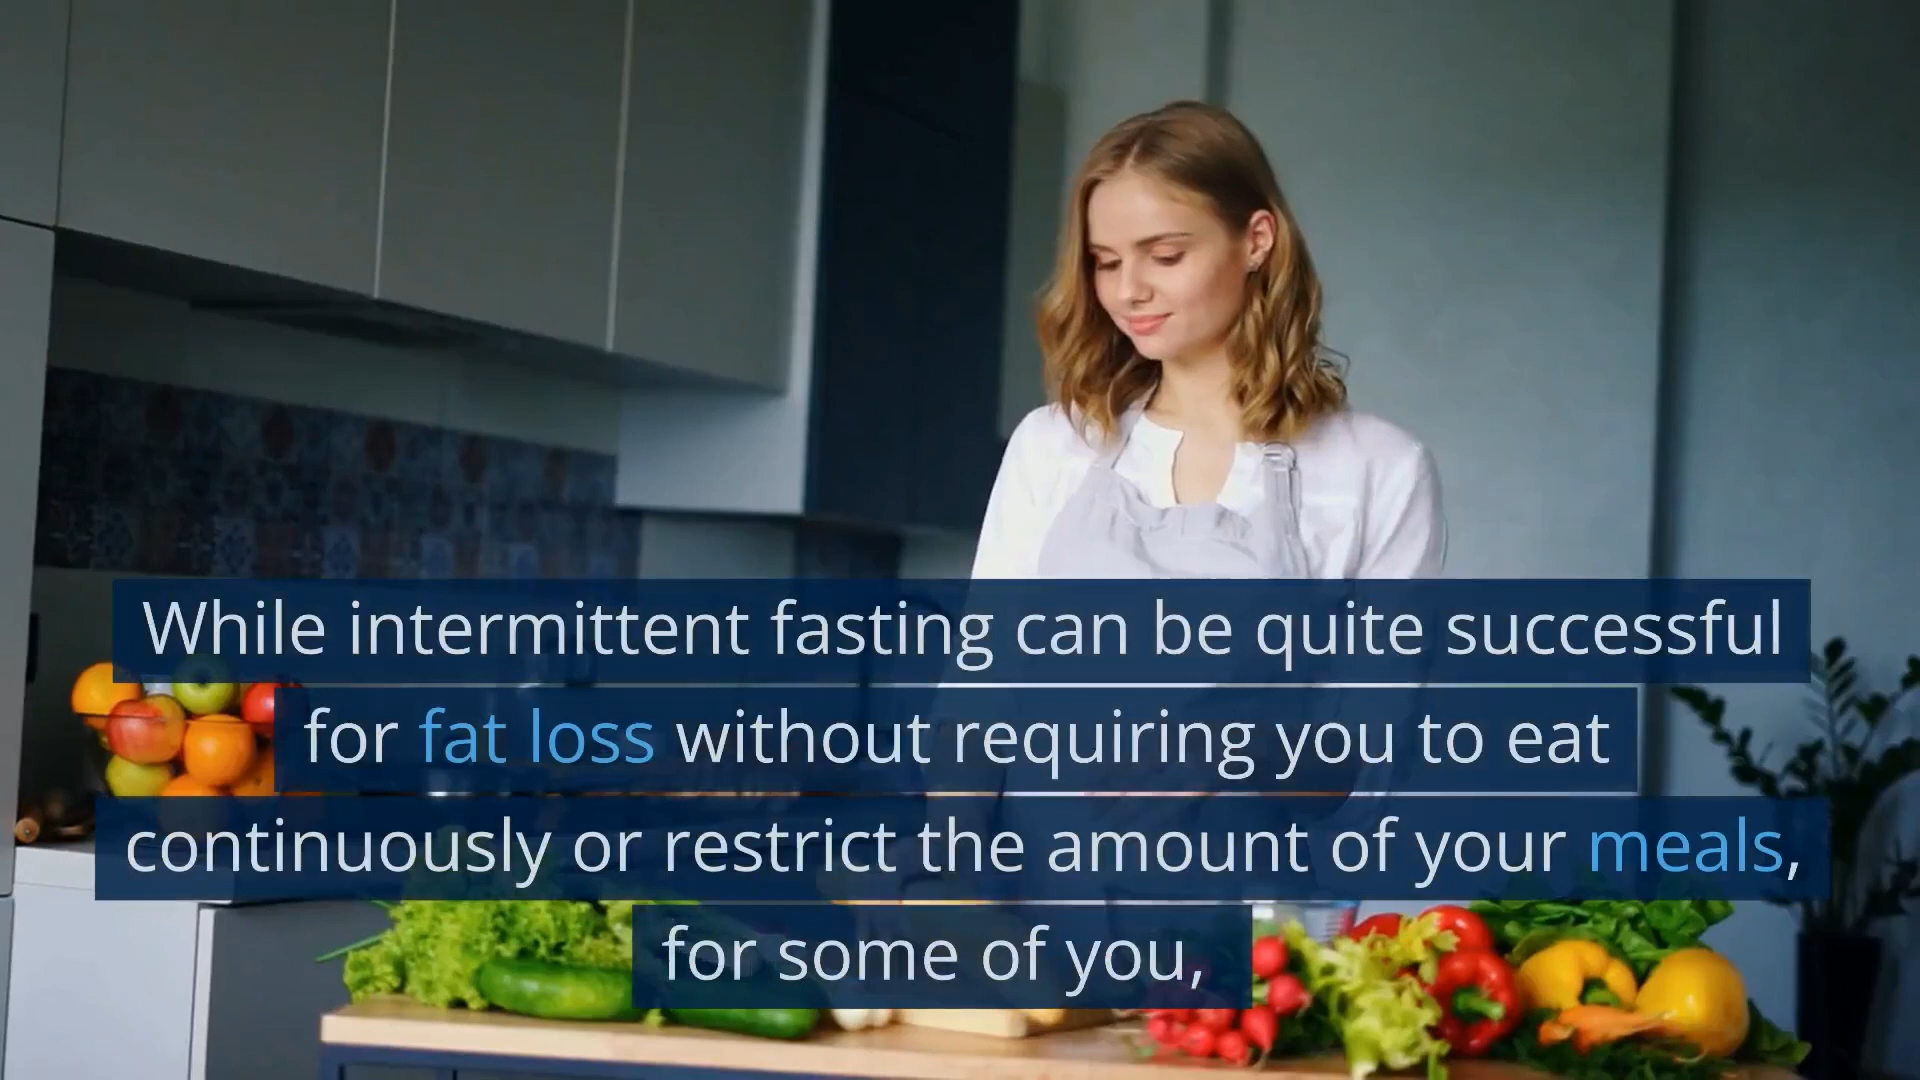 While intermittent fasting can be quite successful
for fat loss without requiring you to eat
continuously or restrict the amount of your meals,
for some of you,